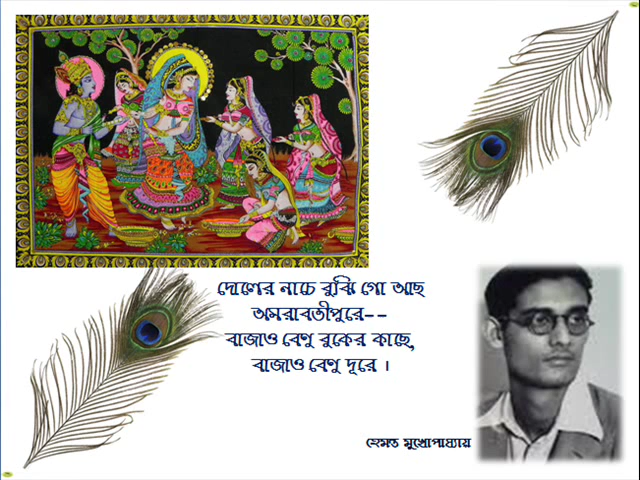 দোলের নাচে বুঝি গো আছ
অমরাবতীপুরে--
বাজাও বেণু বুকের কাছে,
বাজাও বেণু দূরে ।
হেমন্ত মুখোপাধ্যায়